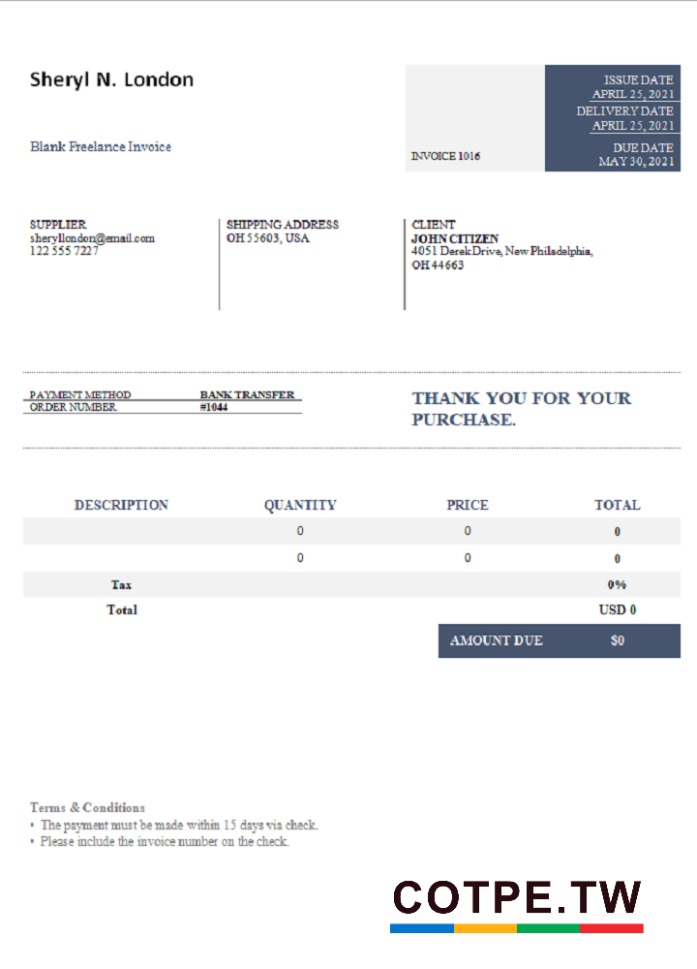 Sheryl N. London
Blank Freelance Invoice
INVOICE 1016
ISSUE DATE
APRIL 25, 2021
DELIVERY DATE
APRIL 25, 2021
DUE DATE
MAY 30, 2021
SUPPLIER
sheryllondon@email.com
122 555 7227
SHIPPING ADDRESS
OH 55603, USA
CLIENT
JOHN CITIZEN
4051 Derek Drive, New Philadelphia,
OH 44663
PAYMENT METHOD BANK TRANSFER
ORDER NUMBER #1044
THANK YOU FOR YOUR
PURCHASE.
DESCRIPTION QUANTITY PRICE TOTAL
0 0 0
0 0 0
Tax 0%
Total USD 0
AMOUNT DUE $0
Terms & Conditions
• The payment must be made within 15 days via check.
• Please include the invoice number on the check.
COTPE.TW